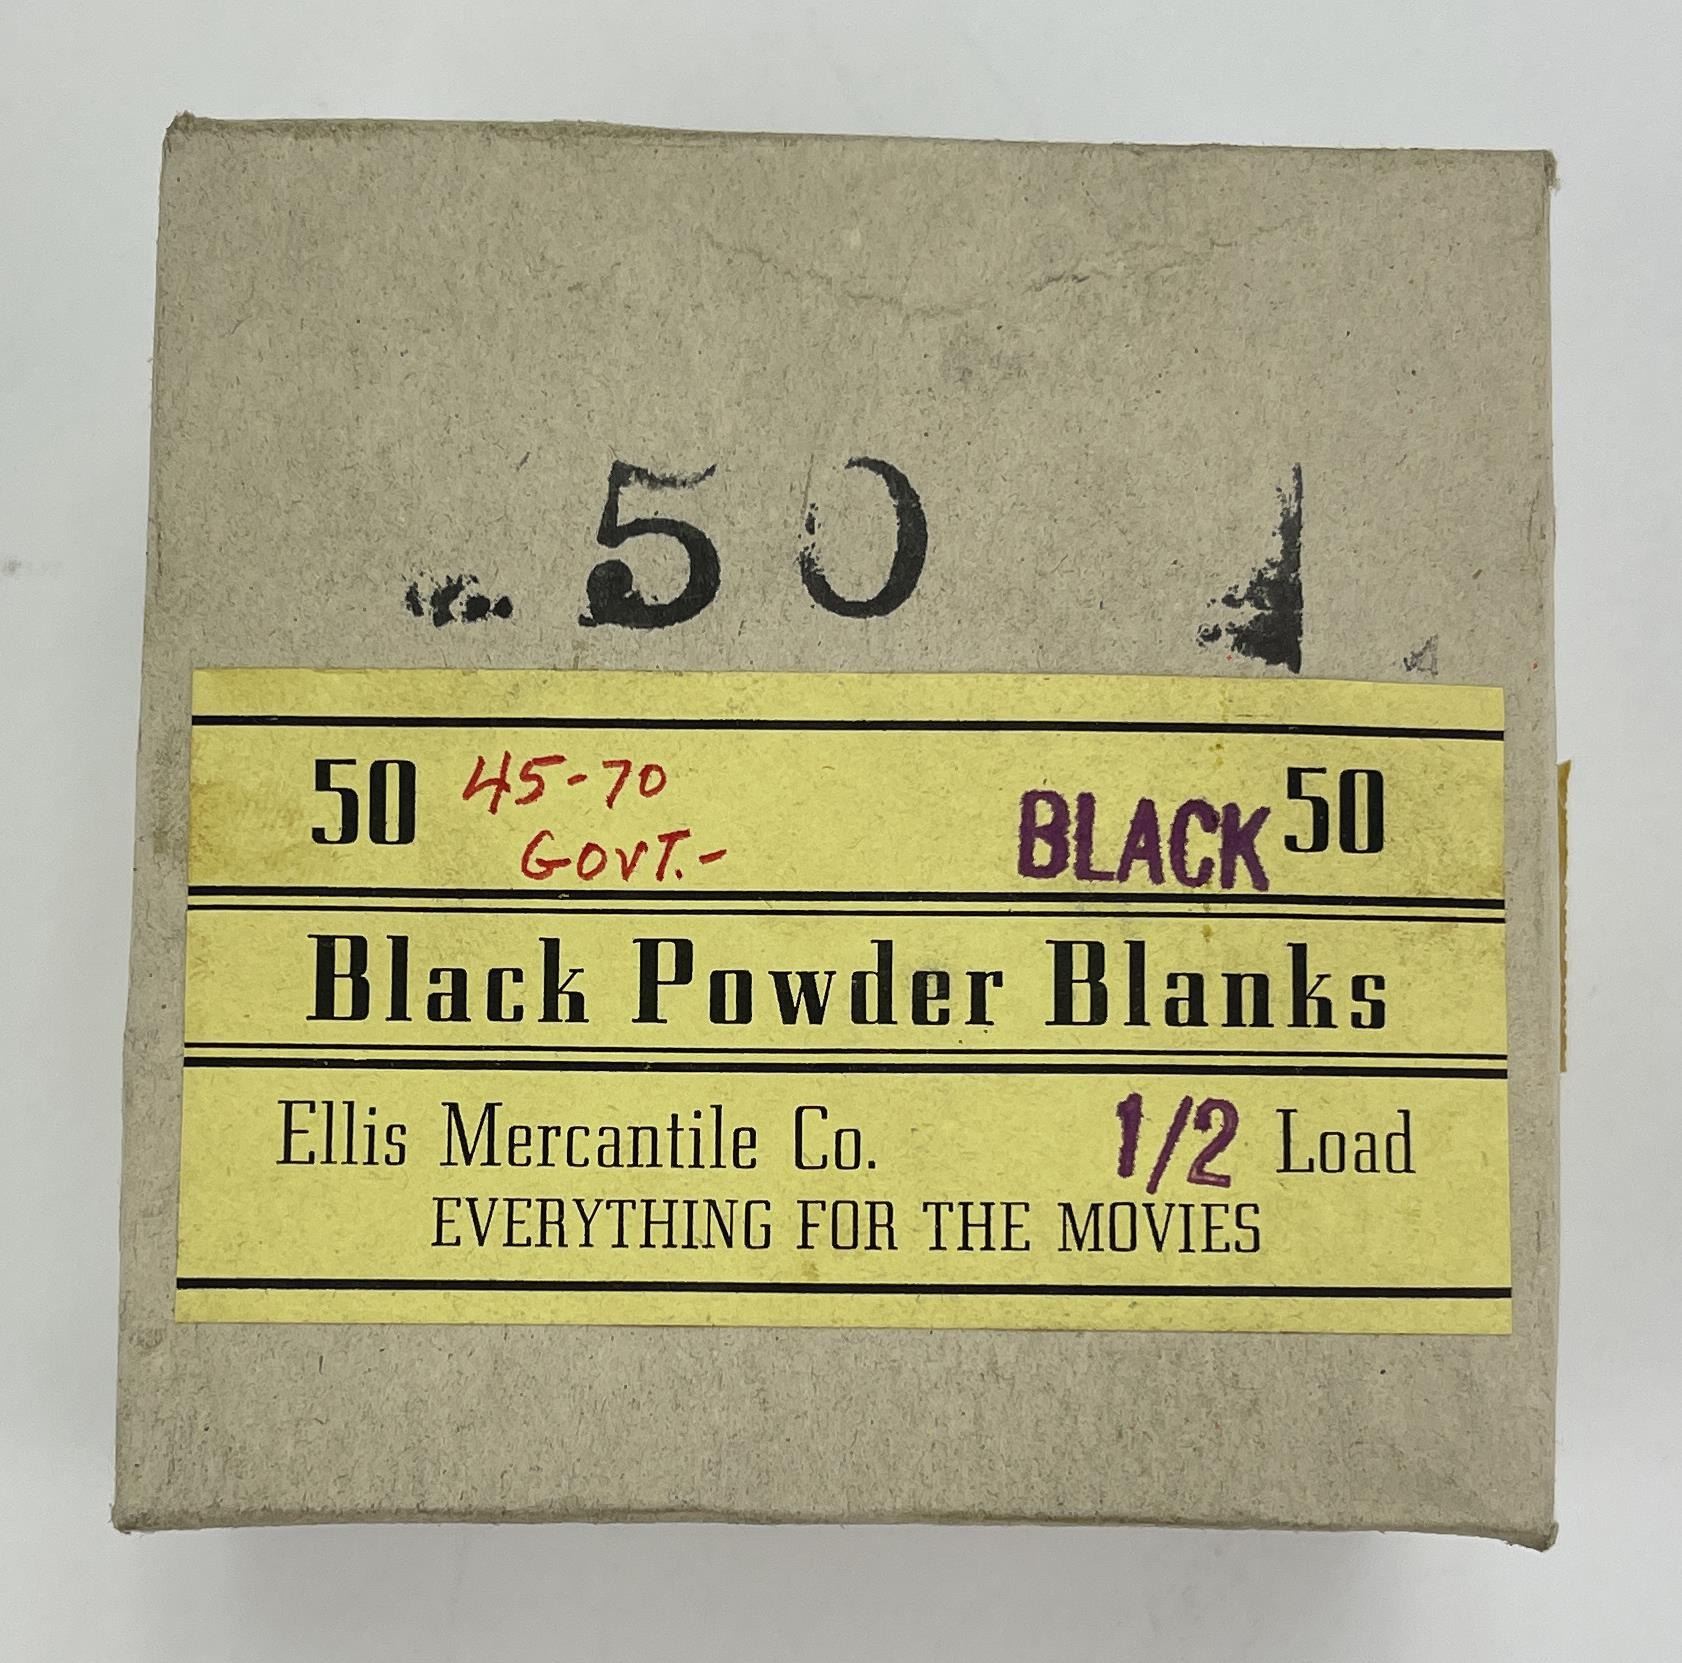 50
50 45-70 BLACK 50
GOVT.-
Black Powder Blanks
Ellis Mercantile Co. 1/2 Load
EVERYTHING FOR THE MOVIES